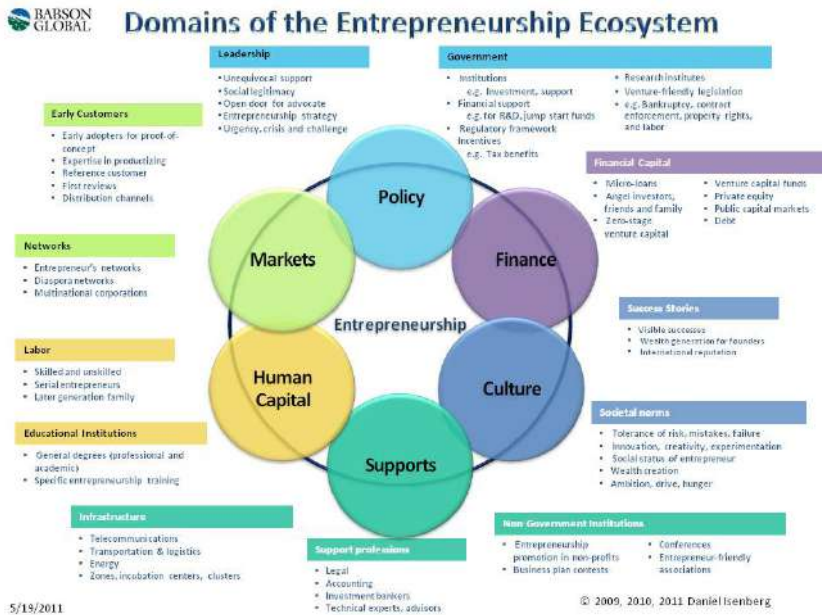 BABSON
GLOBAL
Domains of the Entrepreneurship Ecosystem
Leadership
• Unequivocal support
• Social legitimacy
• Open door for advocate
• Entrepreneurship strategy
• Urgency, crisis and challenge
Government
• Institutions
e.g. Investment, support
• Financial support
e.g. for R&D, jump start funds
• Regulatory framework
Incentives
e.g. Tax benefits
• Research institutes
• Venture-friendly legislation
• e.g. Bankruptcy, contract
enforcement, property rights,
and labor
Early Customers
• Early adopters for proof-of-
concept
• Expertise in productizing
• Reference customer
• First reviews
• Distribution channels
Financial Capital
• Micro-loans
• Angel investors,
friends and family
• Zero-stage
venture capital
• Venture capital funds
• Private equity
• Public capital markets
• Debt
Networks
• Entrepreneur's networks
• Diaspora networks
• Multinational corporations
Policy
Markets
Finance
Entrepreneurship
Human
Capital
Culture
Supports
Success Stories
• Visible successes
• Wealth generation for founders
• International reputation
Labor
• Skilled and unskilled
• Serial entrepreneurs
• Later generation family
Societal norms
• Tolerance of risk, mistakes, failure
• Innovation, creativity, experimentation
• Social status of entrepreneur
• Wealth creation
• Ambition, drive, hunger
Educational Institutions
• General degrees (professional and
academic)
• Specific entrepreneurship training
Infrastructure
• Telecommunications
• Transportation & logistics
• Energy
• Zones, incubation centers, clusters
Support professions
• Legal
• Accounting
• Investment bankers
• Technical experts, advisors
Non-Government Institutions
• Entrepreneurship
promotion in non-profits
• Business plan contests
• Conferences
• Entrepreneur-friendly
associations
5/19/2011
© 2009, 2010, 2011 Daniel Isenberg